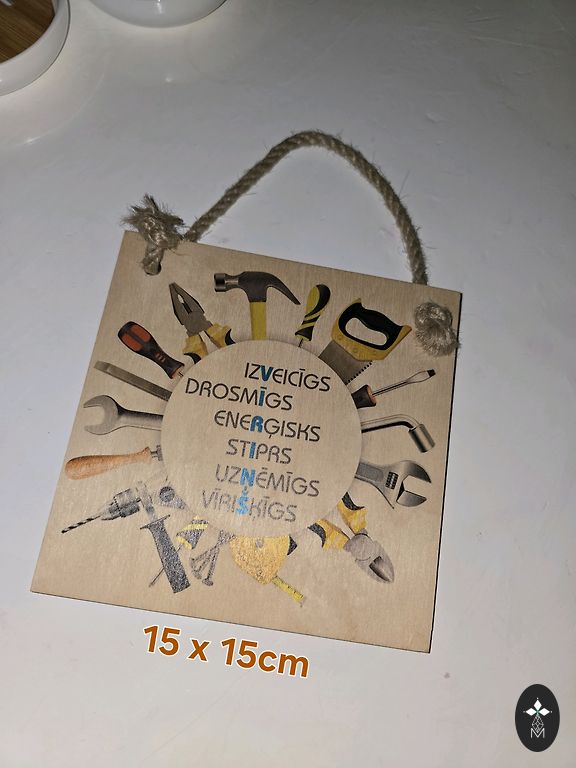 IZVEICĪGS
DROSMĪGS
ENERĢISKS
STIPRS
UZŅĒMĪGS
VĪRIŠĶĪGS
15 x 15cm
M